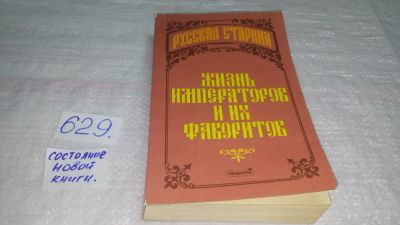 РУССКАЯ СТАРИНА
ЖИЗНЬ
ИМПЕРАТОРОВ
И ИХ
ФАВОРИТОВ
629.
состояние
новой
книги.